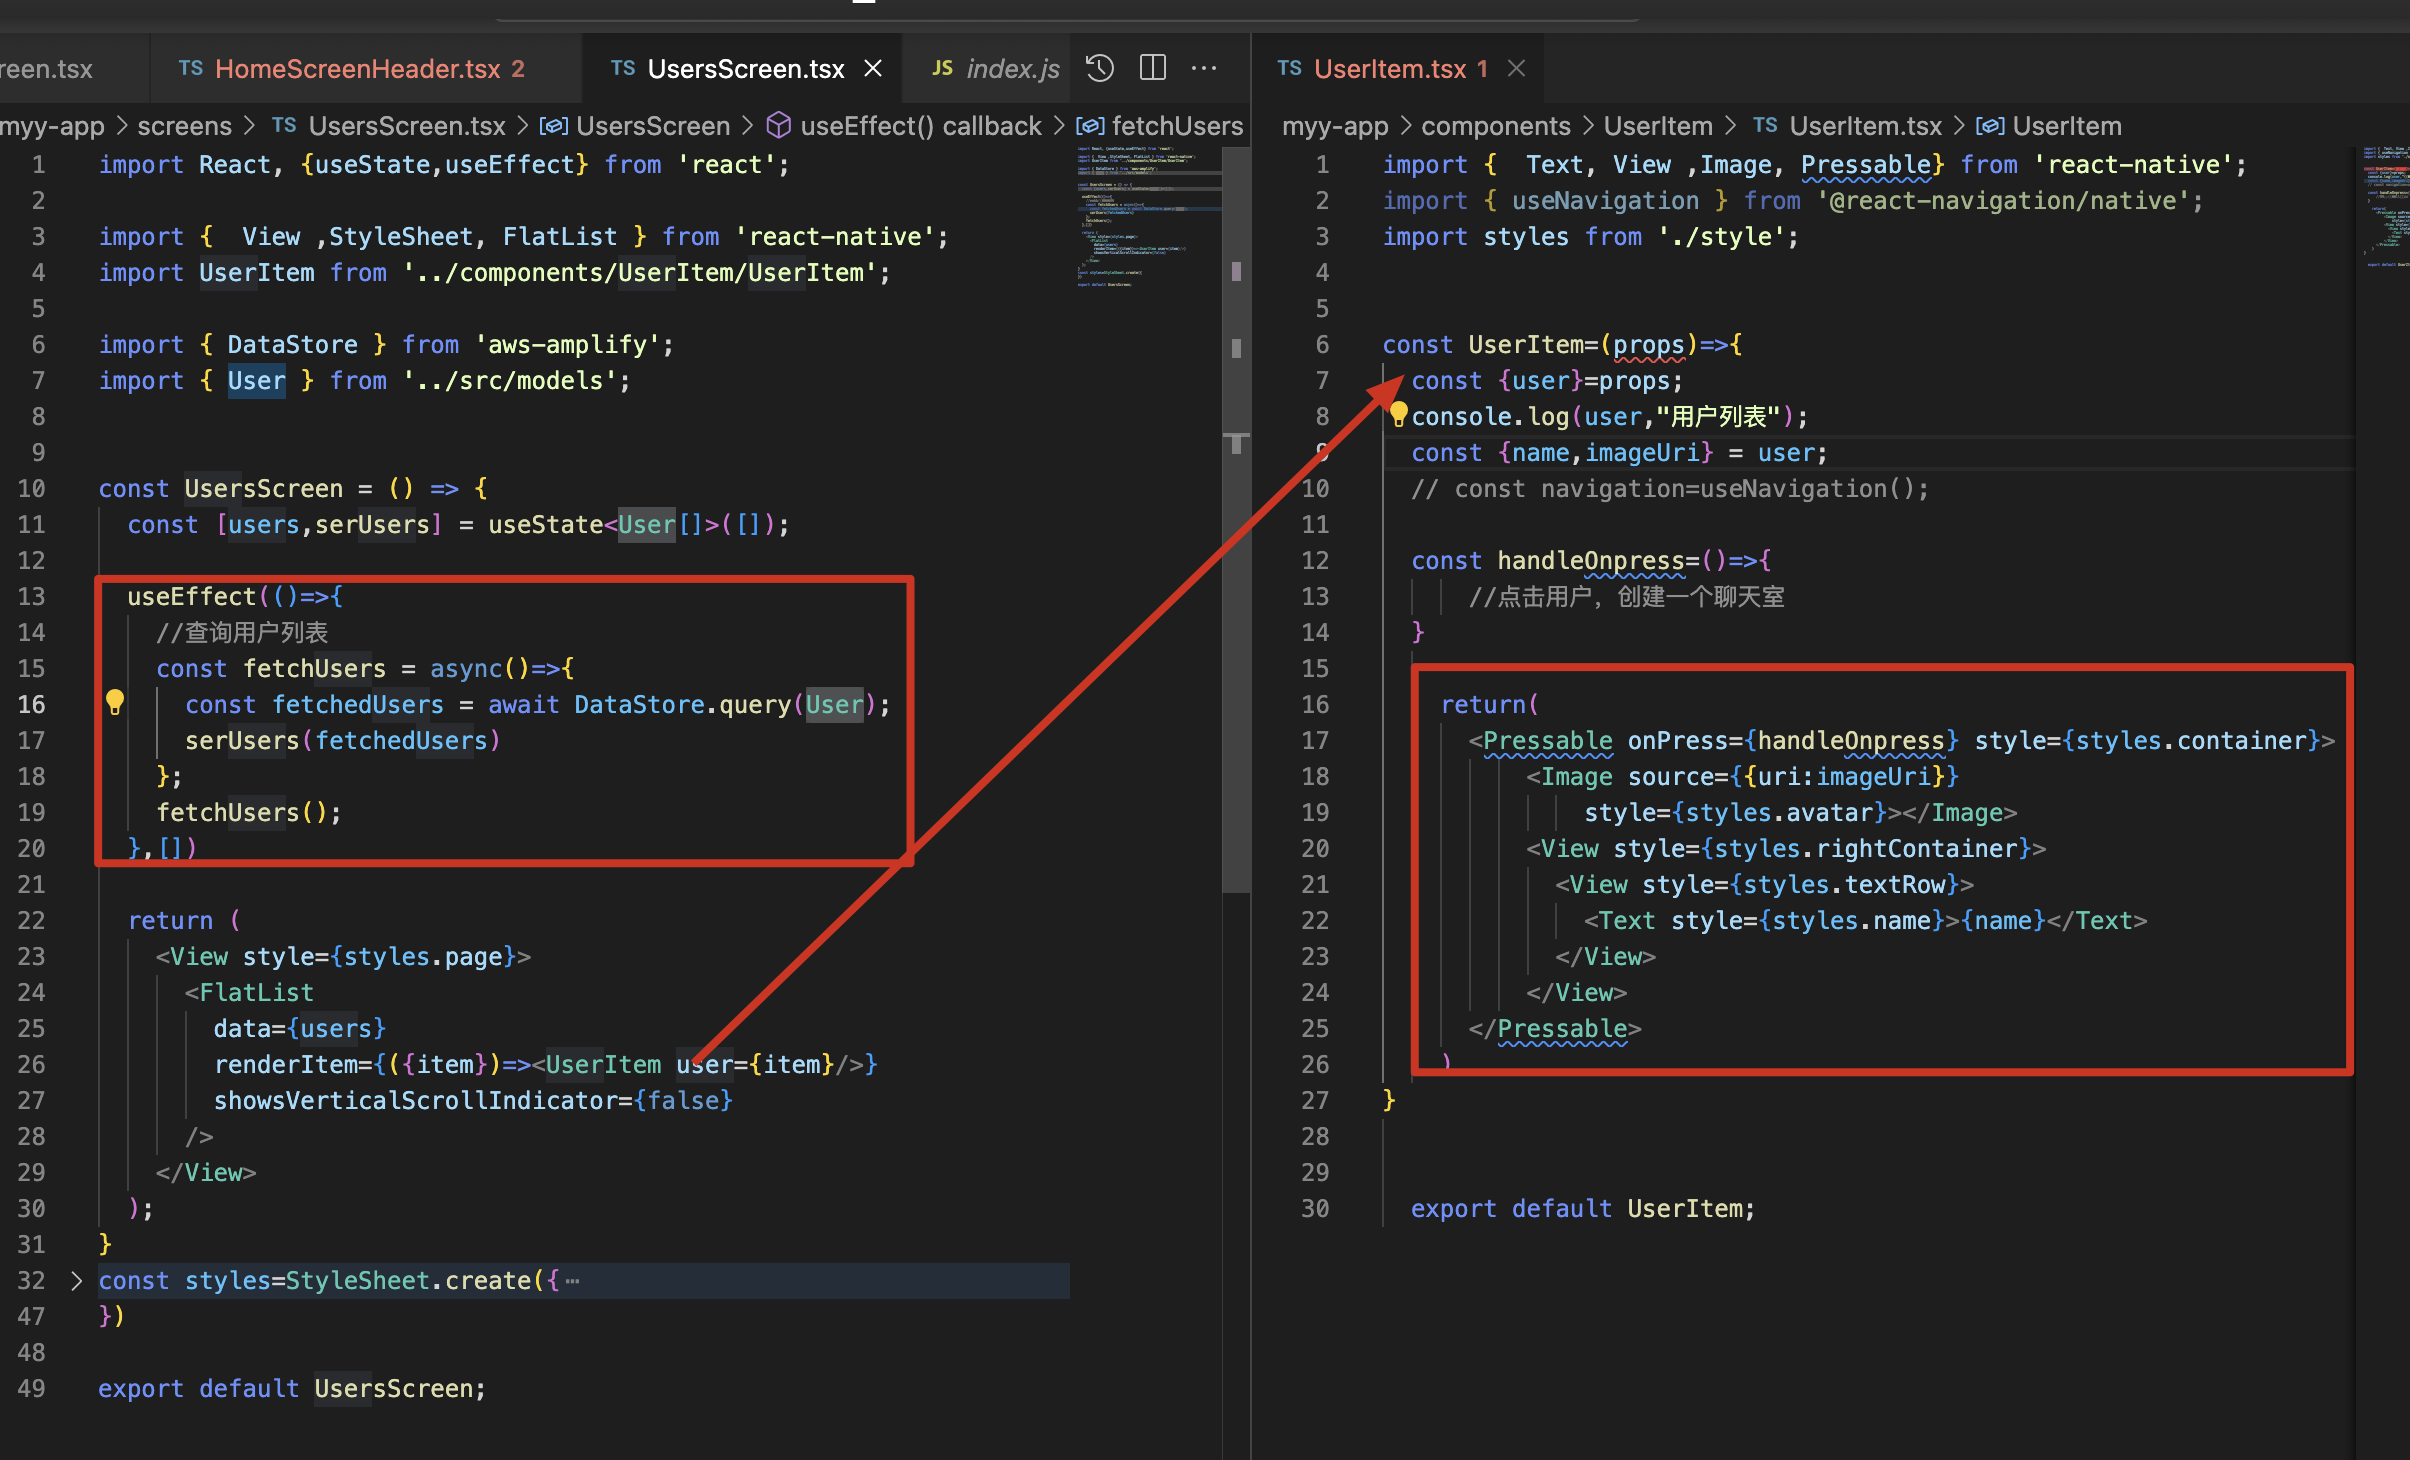 reen.tsx
TS HomeScreenHeader.tsx 2
TS UsersScreen.tsx
JS index.js
myy-app > screens > TS UsersScreen.tsx > UsersScreen > useEffect() callback > fetchUsers
1 import React, {useState,useEffect} from 'react';
2
3 import {  View ,StyleSheet, FlatList } from 'react-native';
4 import UserItem from '../components/UserItem/UserItem';
5
6 import { DataStore } from 'aws-amplify';
7 import { User } from '../src/models';
8
9
10 const UsersScreen = () => {
11   const [users,serUsers] = useState<User[]>([]);
12
13   useEffect(()=>{
14     //查询用户列表
15     const fetchUsers = async()=>{
16       const fetchedUsers = await DataStore.query(User);
17       serUsers(fetchedUsers)
18     };
19     fetchUsers();
20   },[])
21
22   return (
23     <View style={styles.page}>
24       <FlatList
25         data={users}
26         renderItem={({item})=><UserItem user={item}/>}
27         showsVerticalScrollIndicator={false}
28       />
29     </View>
30   );
31 }
32 > const styles=StyleSheet.create({ ⋯
47 })
48
49 export default UsersScreen;
TS UserItem.tsx 1
myy-app > components > UserItem > TS UserItem.tsx > UserItem
1 import {  Text, View ,Image, Pressable} from 'react-native';
2 import { useNavigation } from '@react-navigation/native';
3 import styles from './style';
4
5
6 const UserItem=(props)=>{
7   const {user}=props;
8   console.log(user,"用户列表");
9   const {name,imageUri} = user;
10   // const navigation=useNavigation();
11
12   const handleOnpress=()=>{
13       //点击用户，创建一个聊天室
14   }
15
16     return(
17       <Pressable onPress={handleOnpress} style={styles.container}>
18           <Image source={{uri:imageUri}}
19               style={styles.avatar}></Image>
20           <View style={styles.rightContainer}>
21             <View style={styles.textRow}>
22               <Text style={styles.name}>{name}</Text>
23             </View>
24           </View>
25       </Pressable>
26     )
27 }
28
29
30   export default UserItem;